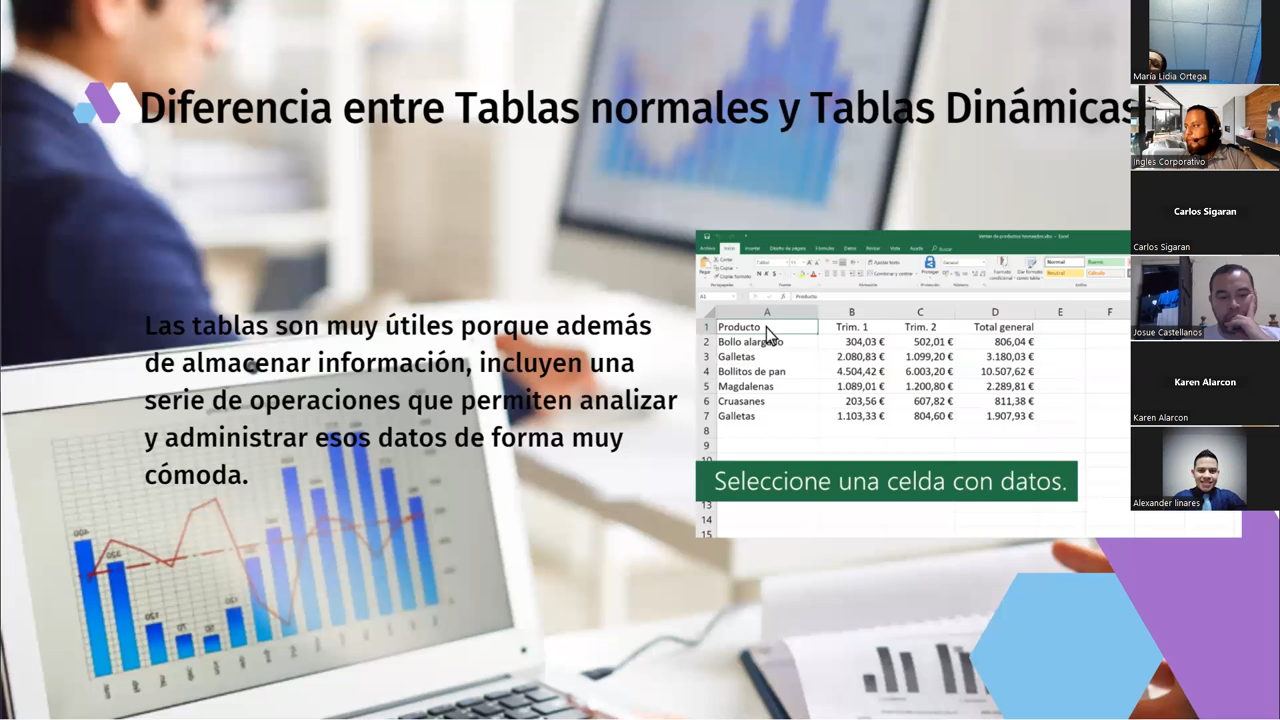 Diferencia entre Tablas normales y Tablas Dinámicas
Las tablas son muy útiles porque además
de almacenar información, incluyen una
serie de operaciones que permiten analizar
y administrar esos datos de forma muy
cómoda.
A B C D E F
1 Producto Trim. 1 Trim. 2 Total general
2 Bollo alargado 304,03 € 502,01 € 806,04 €
3 Galletas 2.080,83 € 1.099,20 € 3.180,03 €
4 Bollitos de pan 4.504,42 € 6.003,20 € 10.507,62 €
5 Magdalenas 1.089,01 € 1.200,80 € 2.289,81 €
6 Cruasanes 203,56 € 607,82 € 811,38 €
7 Galletas 1.103,33 € 804,60 € 1.907,93 €
8
9
10
Seleccione una celda con datos.
13
14
15
María Lidia Ortega
Ingles Corporativo
Carlos Sigaran
Carlos Sigaran
Josue Castellanos
Karen Alarcon
Karen Alarcon
Alexander linares